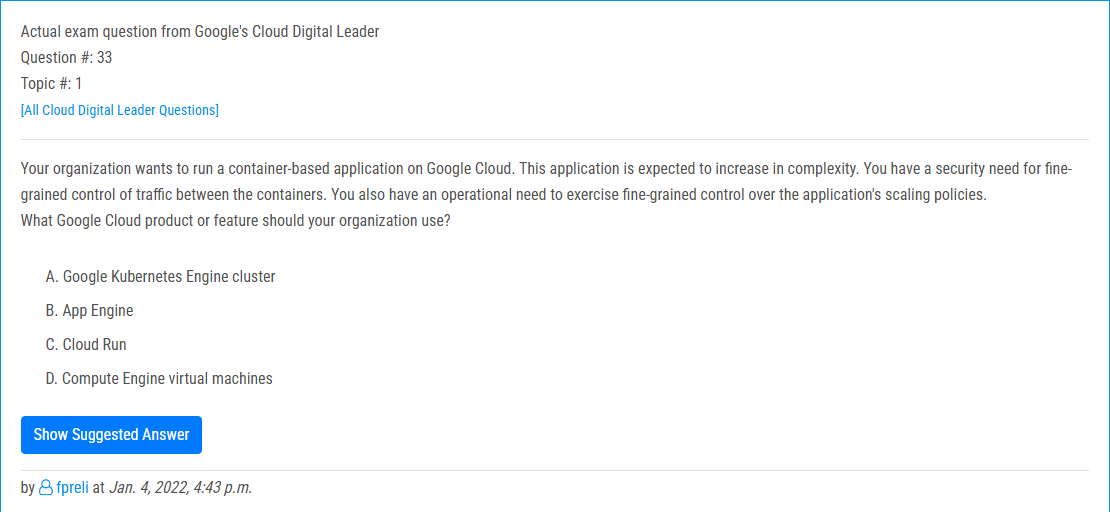 Actual exam question from Google's Cloud Digital Leader
Question #: 33
Topic #: 1
[All Cloud Digital Leader Questions]
Your organization wants to run a container-based application on Google Cloud. This application is expected to increase in complexity. You have a security need for fine-
grained control of traffic between the containers. You also have an operational need to exercise fine-grained control over the application's scaling policies.
What Google Cloud product or feature should your organization use?
A. Google Kubernetes Engine cluster
B. App Engine
C. Cloud Run
D. Compute Engine virtual machines
Show Suggested Answer
by fpreli at Jan. 4, 2022, 4:43 p.m.